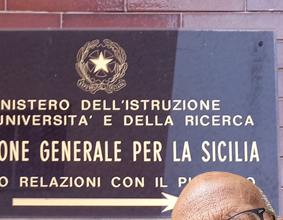 NISTERO DELL'ISTRUZIONE
UNIVERSITA' E DELLA RICERCA
ONE GENERALE PER LA SICILIA
O RELAZIONI CON IL P